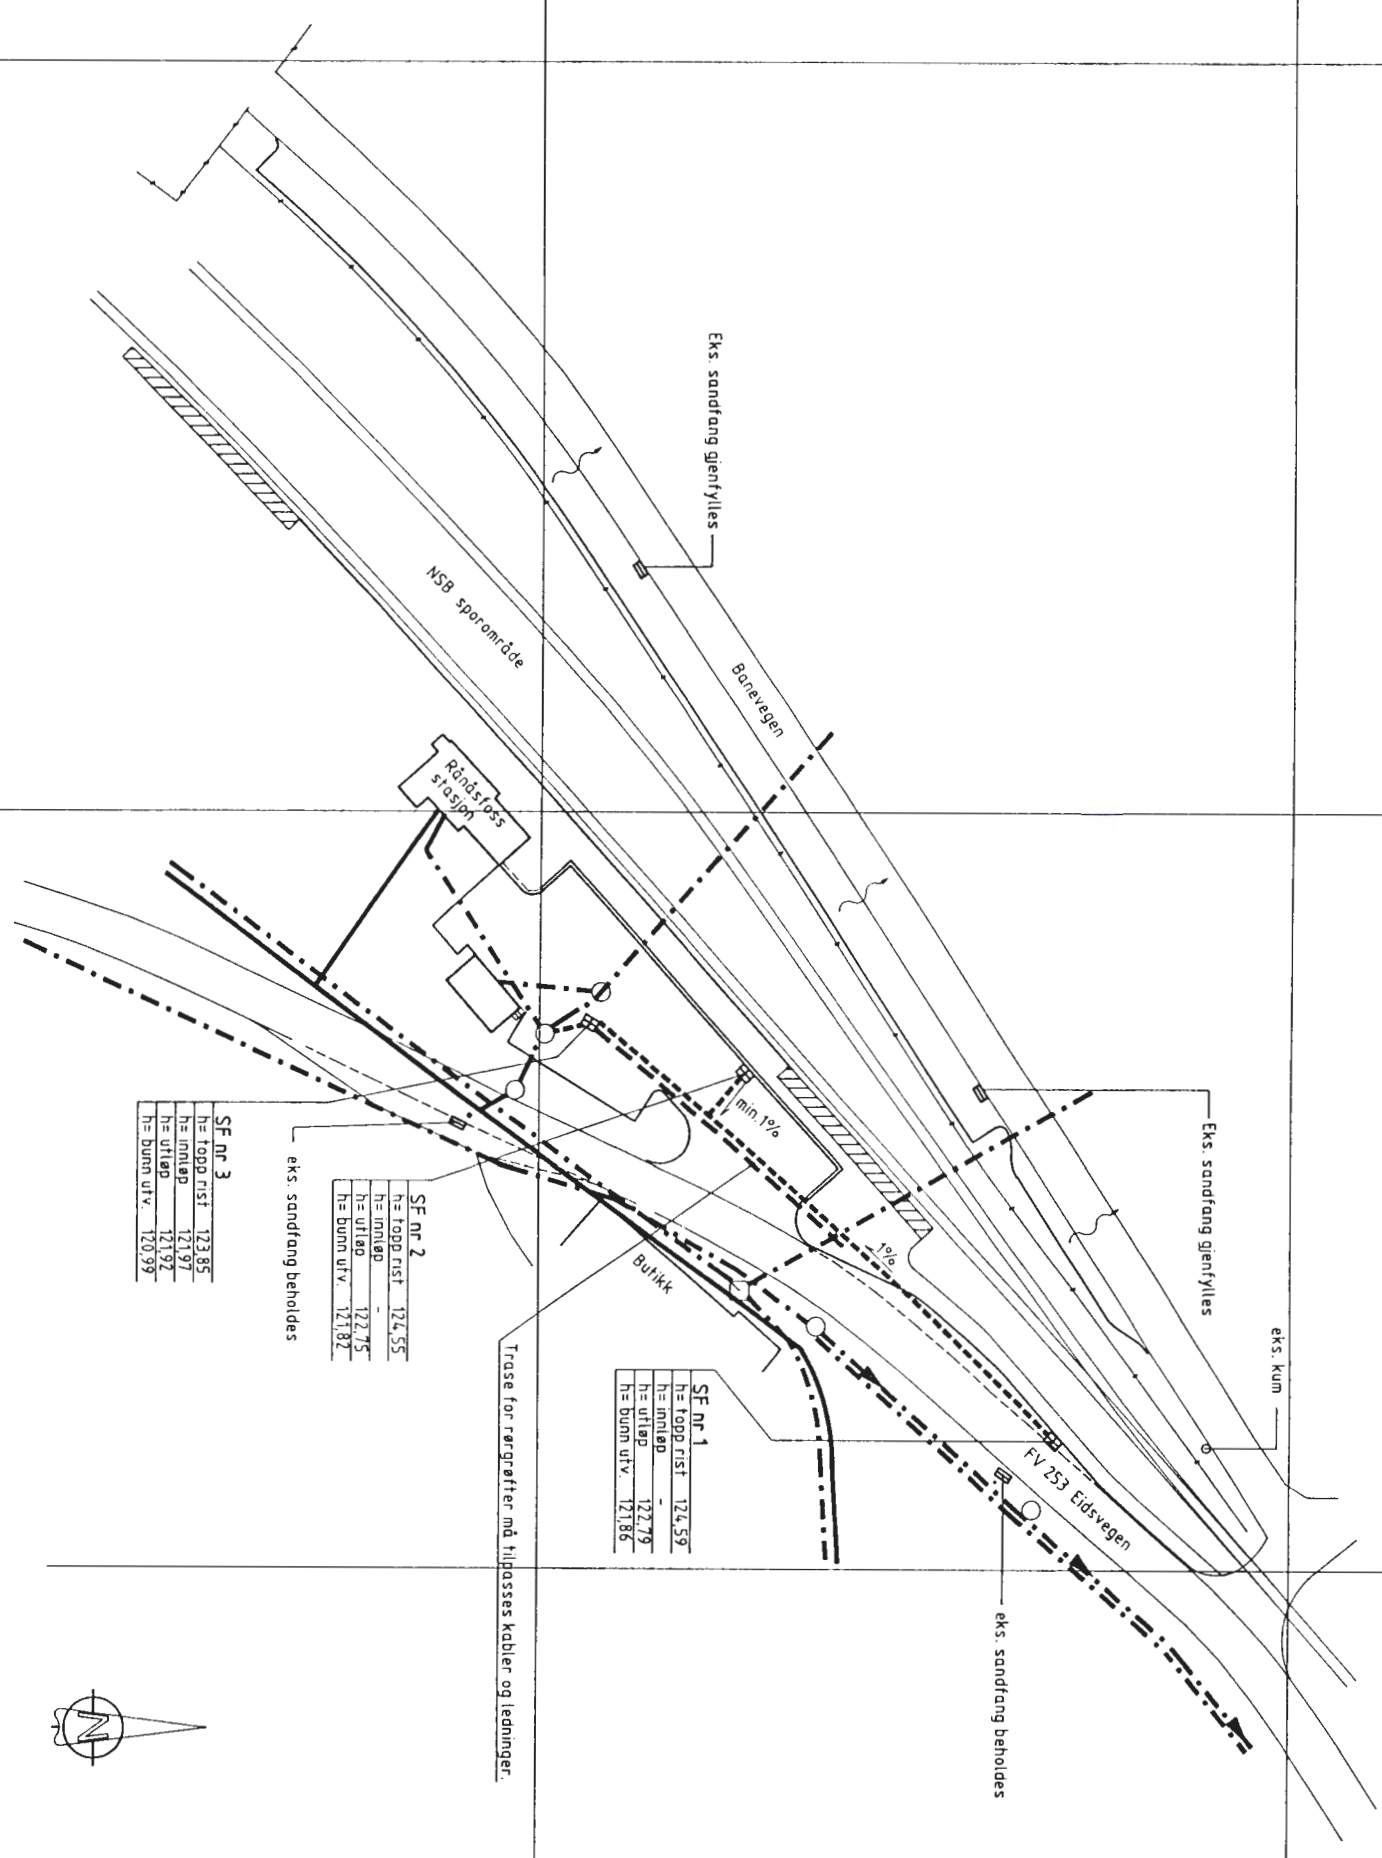 Eks. sandfang gjenfylles
NSB sporområde
Banevegen
Rånåsfoss
stasjon
Eks. sandfang gjenfylles
eks. kum
min.1%
1%
FV 253 Eidsvegen
Butikk
SF nr 1
h= topp rist 124,59
h= innløp -
h= utløp 122,79
h= bunn utv. 121,86
SF nr 2
h= topp rist 124,55
h= innløp -
h= utløp 122,75
h= bunn utv. 121,82
SF nr 3
h= topp rist 123,85
h= innløp 121,97
h= utløp 121,92
h= bunn utv. 120,99
eks. sandfang beholdes
eks. sandfang beholdes
Trase for rørgrøfter må tilpasses kabler og ledninger.
N